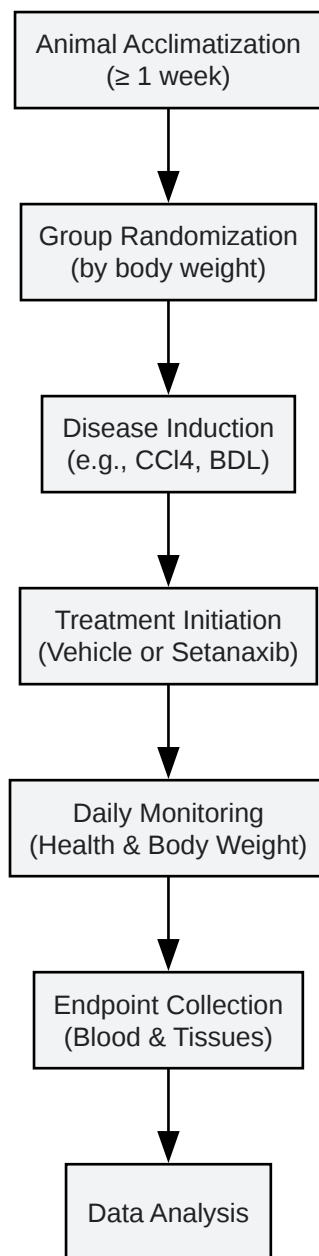 Animal Acclimatization
(≥ 1 week)
Group Randomization
(by body weight)
Disease Induction
(e.g., CCl4, BDL)
Treatment Initiation
(Vehicle or Setanaxib)
Daily Monitoring
(Health & Body Weight)
Endpoint Collection
(Blood & Tissues)
Data Analysis